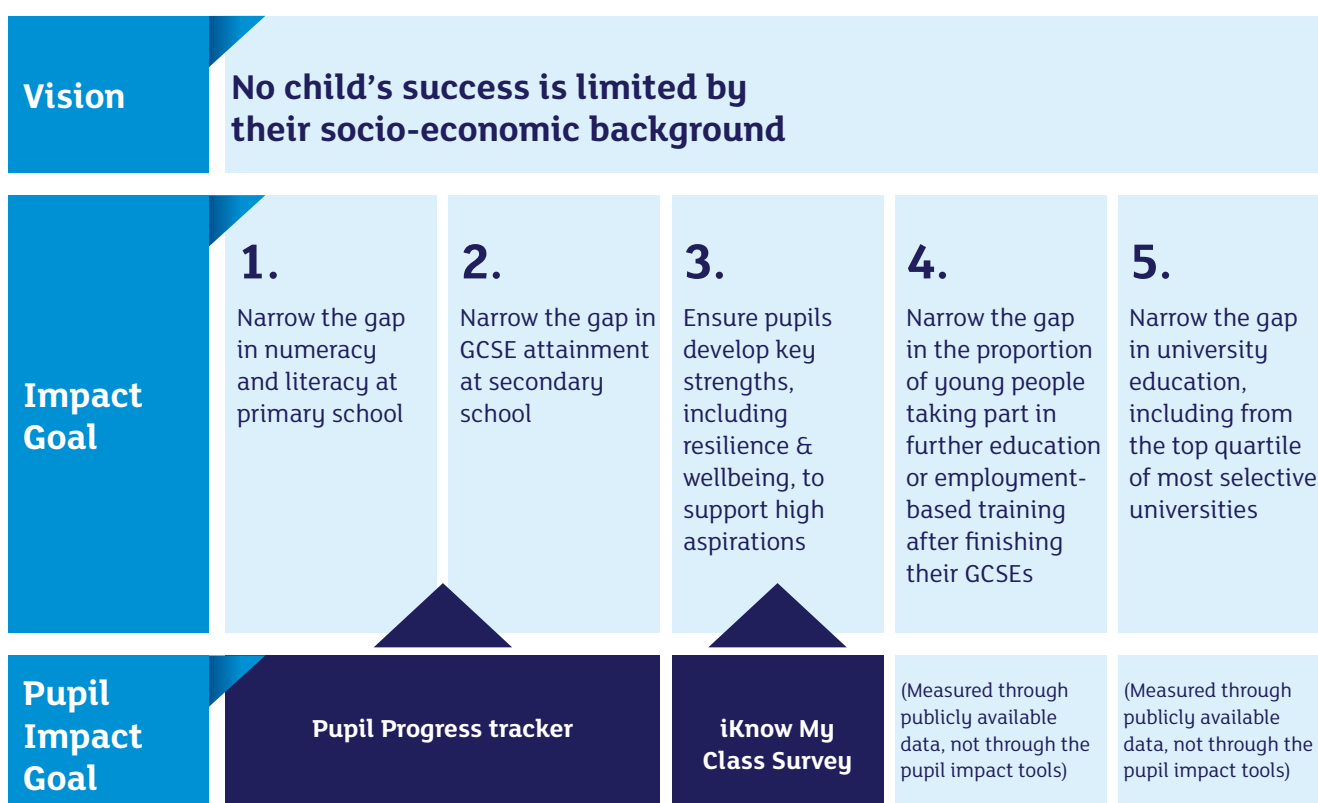 Vision
No child’s success is limited by
their socio-economic background
Impact
Goal
1.
Narrow the gap
in numeracy
and literacy at
primary school
2.
Narrow the gap in
GCSE attainment
at secondary
school
3.
Ensure pupils
develop key
strengths,
including
resilience &
wellbeing, to
support high
aspirations
4.
Narrow the gap
in the proportion
of young people
taking part in
further education
or employment-
based training
after finishing
their GCSEs
5.
Narrow the gap
in university
education,
including from
the top quartile
of most selective
universities
Pupil
Impact
Goal
Pupil Progress tracker
iKnow My
Class Survey
(Measured through
publicly available
data, not through the
pupil impact tools)
(Measured through
publicly available
data, not through the
pupil impact tools)